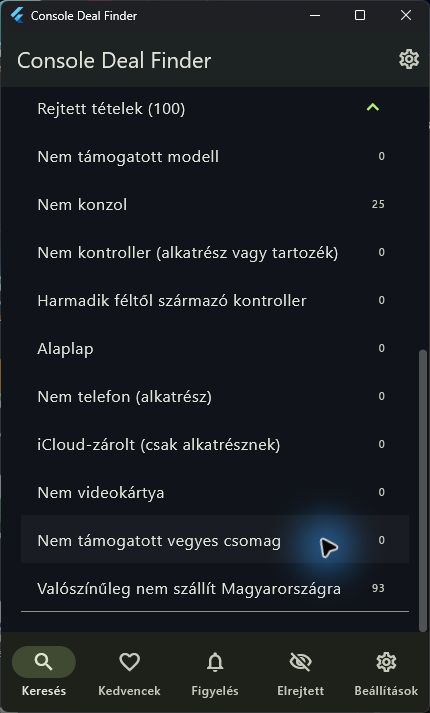 Console Deal Finder
Console Deal Finder
Rejtett tételek (100)
Nem támogatott modell 0
Nem konzol 25
Nem kontroller (alkatrész vagy tartozék) 0
Harmadik féltől származó kontroller 0
Alaplap 0
Nem telefon (alkatrész) 0
iCloud-zárolt (csak alkatrésznek) 0
Nem videokártya 0
Nem támogatott vegyes csomag 0
Valószínűleg nem szállít Magyarországra 93
Keresés Kedvencek Figyelés Elrejtett Beállítások